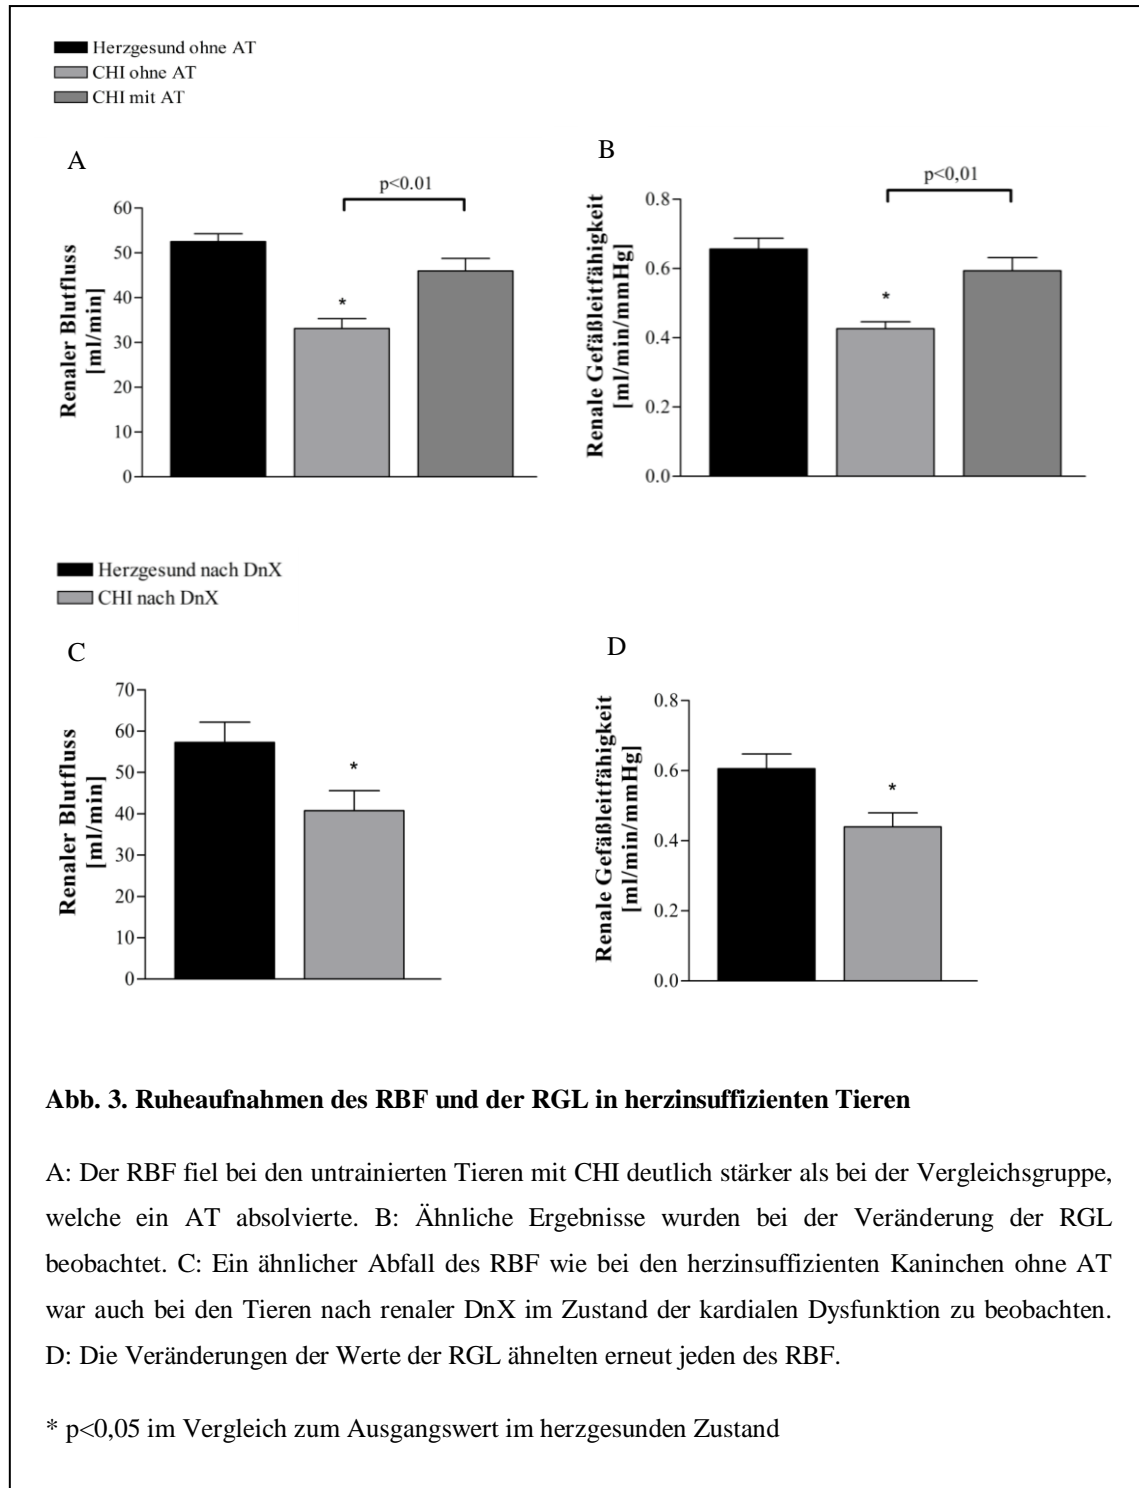 Herzgesund ohne AT
CHI ohne AT
CHI mit AT
A
p<0.01
Renaler Blutfluss
[ml/min]
60
50
40
30
20
10
0
*
B
p<0,01
Renale Gefäßleitfähigkeit
[ml/min/mmHg]
0.8
0.6
0.4
0.2
0.0
*
Herzgesund nach DnX
CHI nach DnX
C
Renaler Blutfluss
[ml/min]
70
60
50
40
30
20
10
0
*
D
Renale Gefäßleitfähigkeit
[ml/min/mmHg]
0.8
0.6
0.4
0.2
0.0
*
Abb. 3. Ruheaufnahmen des RBF und der RGL in herzinsuffizienten Tieren
A: Der RBF fiel bei den untrainierten Tieren mit CHI deutlich stärker als bei der Vergleichsgruppe,
welche ein AT absolvierte. B: Ähnliche Ergebnisse wurden bei der Veränderung der RGL
beobachtet. C: Ein ähnlicher Abfall des RBF wie bei den herzinsuffizienten Kaninchen ohne AT
war auch bei den Tieren nach renaler DnX im Zustand der kardialen Dysfunktion zu beobachten.
D: Die Veränderungen der Werte der RGL ähnelten erneut jeden des RBF.
* p<0,05 im Vergleich zum Ausgangswert im herzgesunden Zustand